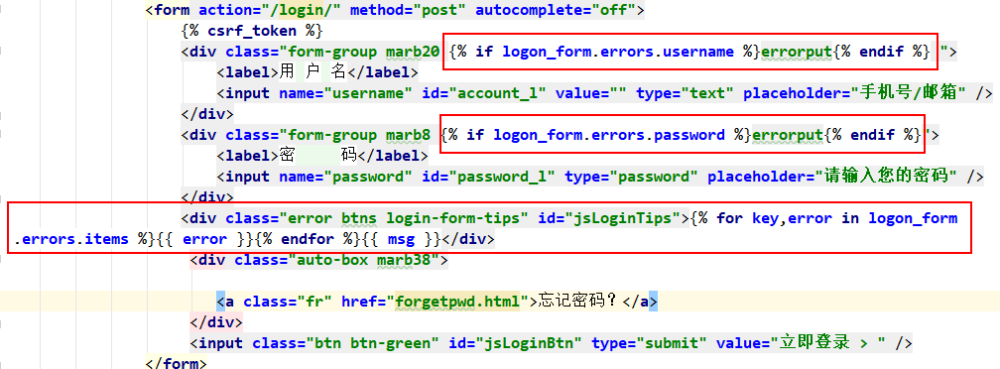 <form action="/login/" method="post" autocomplete="off">
{% csrf_token %}
<div class="form-group marb20 {% if logon_form.errors.username %}errorput{% endif %} ">
<label>用 户 名</label>
<input name="username" id="account_l" value="" type="text" placeholder="手机号/邮箱" />
</div>
<div class="form-group marb8 {% if logon_form.errors.password %}errorput{% endif %}">
<label>密 码</label>
<input name="password" id="password_l" type="password" placeholder="请输入您的密码" />
</div>
<div class="error btns login-form-tips" id="jsLoginTips">{% for key,error in logon_form
.errors.items %}{{ error }}{% endfor %}{{ msg }}</div>
<div class="auto-box marb38">
<a class="fr" href="forgetpwd.html">忘记密码？</a>
</div>
<input class="btn btn-green" id="jsLoginBtn" type="submit" value="立即登录 > " />
</form>